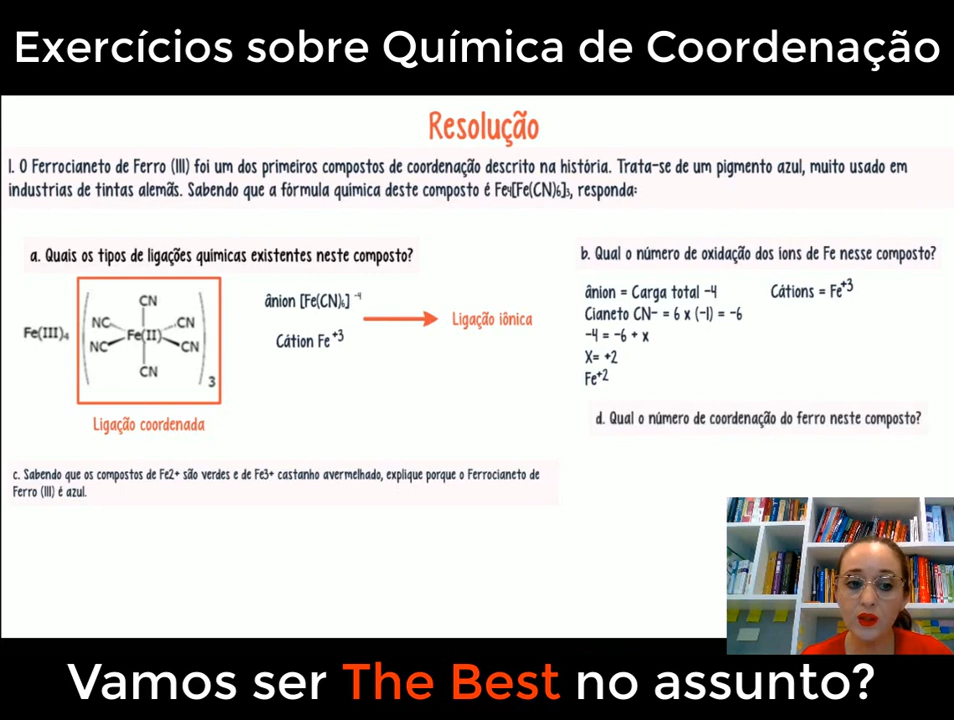 Exercícios sobre Química de Coordenação
Resolução
1. O Ferrocianeto de Ferro (III) foi um dos primeiros compostos de coordenação descrito na história. Trata-se de um pigmento azul, muito usado em
industrias de tintas alemãs. Sabendo que a fórmula química deste composto é Fe4[Fe(CN)6]3, responda:
a. Quais os tipos de ligações químicas existentes neste composto?
Fe(III)4
CN
NC
CN
Fe(II)
NC
CN
CN
3
Ligação coordenada
ânion [Fe(CN)6] -4
Cátion Fe+3
Ligação iônica
b. Qual o número de oxidação dos íons de Fe nesse composto?
ânion = Carga total -4
Cianeto CN- = 6 x (-1) = -6
-4 = -6 + x
X= +2
Fe+2
Cátions = Fe+3
d. Qual o número de coordenação do ferro neste composto?
c. Sabendo que os compostos de Fe2+ são verdes e de Fe3+ castanho avermelhado, explique porque o Ferrocianeto de
Ferro (III) é azul.
Vamos ser The Best no assunto?